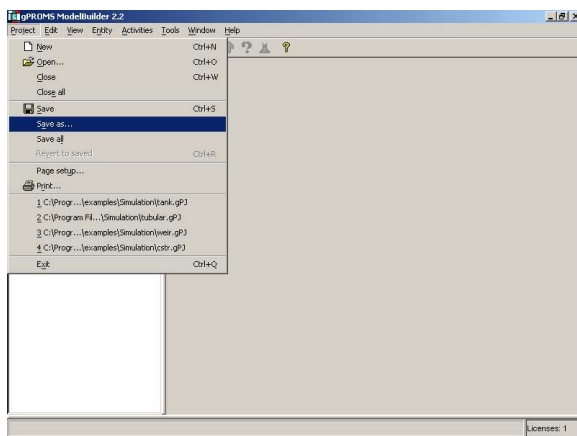 gPROMS ModelBuilder 2.2
Project Edit View Entity Activities Tools Window Help
New Ctrl+N
Open... Ctrl+O
Close Ctrl+W
Close all
Save Ctrl+S
Save as...
Save all
Revert to saved Ctrl+R
Page setup...
Print...
1 C:\Progr...\examples\Simulation\tank.gPJ
2 C:\Program Fil...\Simulation\tubular.gPJ
3 C:\Progr...\examples\Simulation\weir.gPJ
4 C:\Progr...\examples\Simulation\cstr.gPJ
Exit Ctrl+Q
Licenses: 1